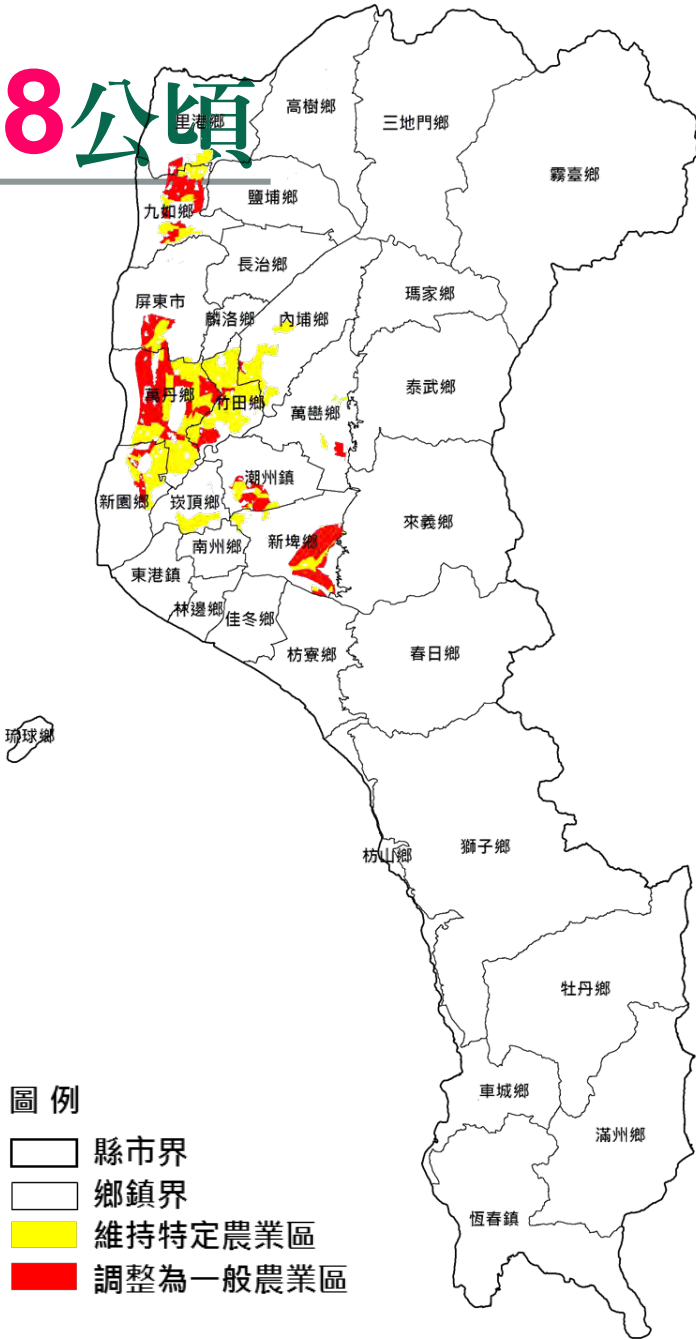 8公頃
高樹鄉
里港鄉
三地門鄉
霧臺鄉
鹽埔鄉
九如鄉
長治鄉
屏東市
瑪家鄉
麟洛鄉
內埔鄉
泰武鄉
萬丹鄉
竹田鄉
萬巒鄉
潮州鎮
新園鄉
崁頂鄉
來義鄉
新埤鄉
南州鄉
東港鎮
林邊鄉
佳冬鄉
枋寮鄉
春日鄉
琉球鄉
獅子鄉
枋山鄉
牡丹鄉
車城鄉
滿州鄉
恆春鎮
圖例
縣市界
鄉鎮界
維持特定農業區
調整為一般農業區